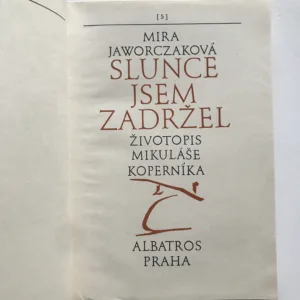 [5]
MIRA
JAWORCZAKOVÁ
SLUNCE
JSEM
ZADRŽEL
ŽIVOTOPIS
MIKULÁŠE
KOPERNÍKA
ALBATROS
PRAHA